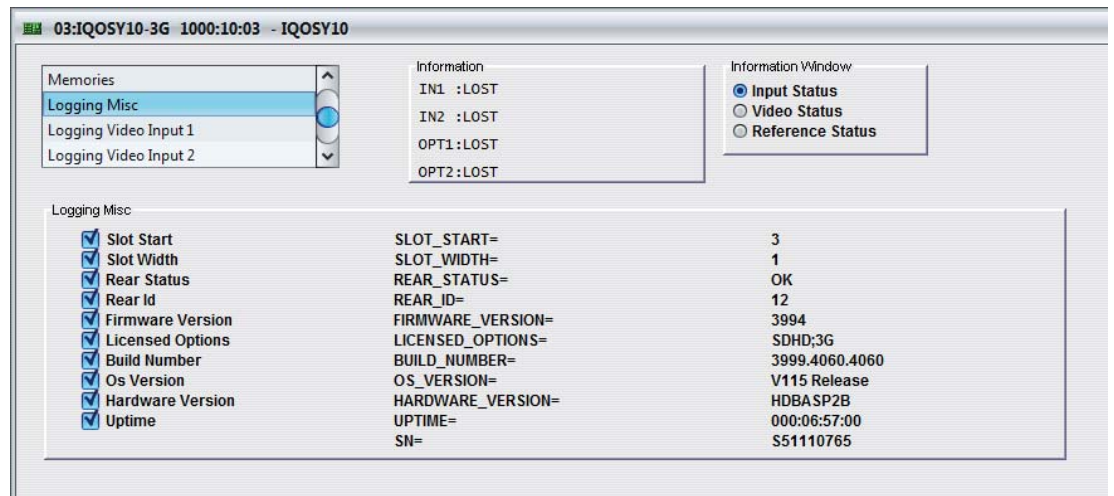 03:IQOSY10-3G 1000:10:03 - IQOSY10
Memories
Logging Misc
Logging Video Input 1
Logging Video Input 2
Information
IN1 :LOST
IN2 :LOST
OPT1:LOST
OPT2:LOST
Information Window
Input Status
Video Status
Reference Status
Logging Misc
Slot Start SLOT_START= 3
Slot Width SLOT_WIDTH= 1
Rear Status REAR_STATUS= OK
Rear Id REAR_ID= 12
Firmware Version FIRMWARE_VERSION= 3994
Licensed Options LICENSED_OPTIONS= SDHD;3G
Build Number BUILD_NUMBER= 3999.4060.4060
Os Version OS_VERSION= V115 Release
Hardware Version HARDWARE_VERSION= HDBASP2B
Uptime UPTIME= 000:06:57:00
SN= S51110765